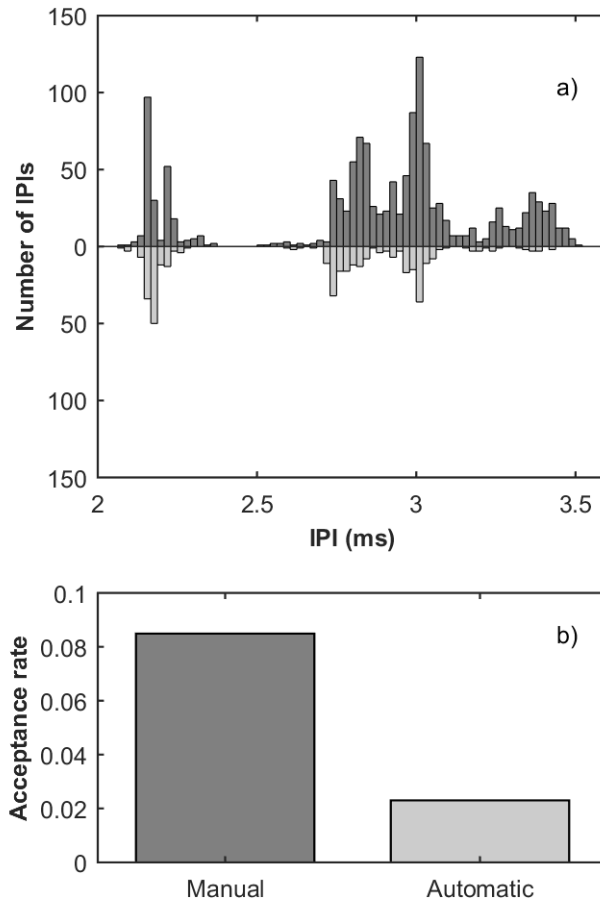 150
a)
100
50
0
50
100
150
Number of IPIs
2
2.5
3
3.5
IPI (ms)
0.1
b)
0.08
0.06
0.04
0.02
0
Acceptance rate
Manual
Automatic